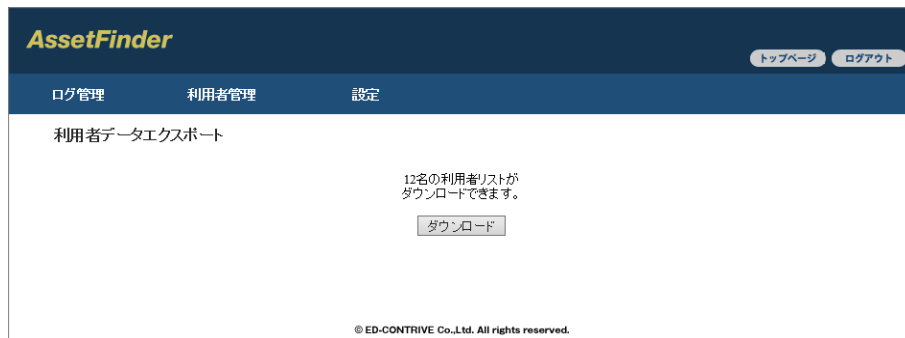 AssetFinder
トップページ ログアウト
ログ管理 利用者管理 設定
利用者データエクスポート
12名の利用者リストが
ダウンロードできます。
ダウンロード
© ED-CONTRIVE Co.,Ltd. All rights reserved.